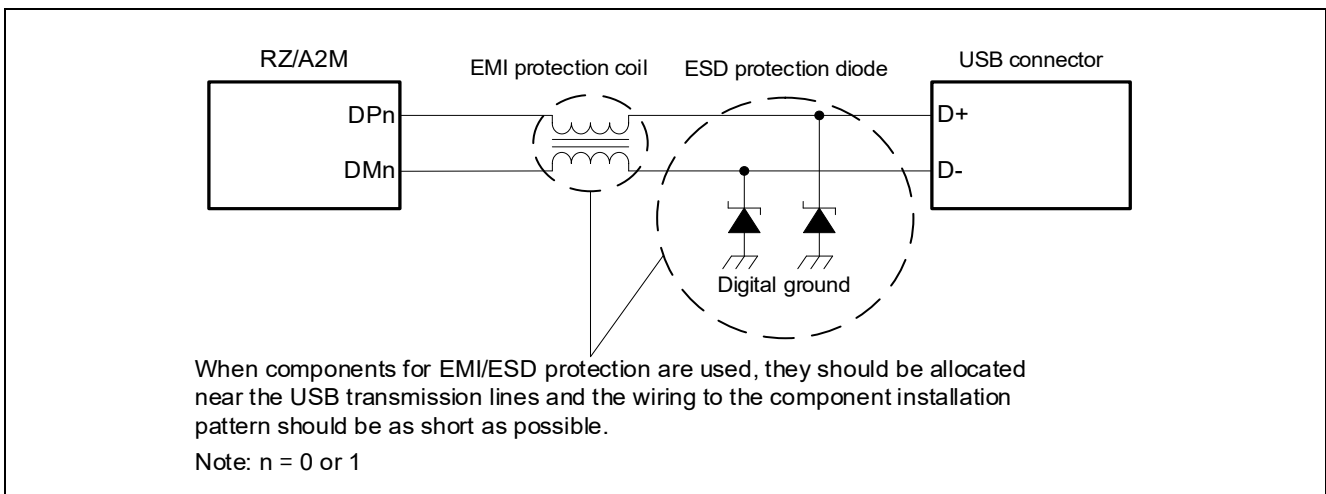 RZ/A2M
EMI protection coil
ESD protection diode
USB connector
DPn
D+
DMn
D-
Digital ground
When components for EMI/ESD protection are used, they should be allocated
near the USB transmission lines and the wiring to the component installation
pattern should be as short as possible.
Note: n = 0 or 1